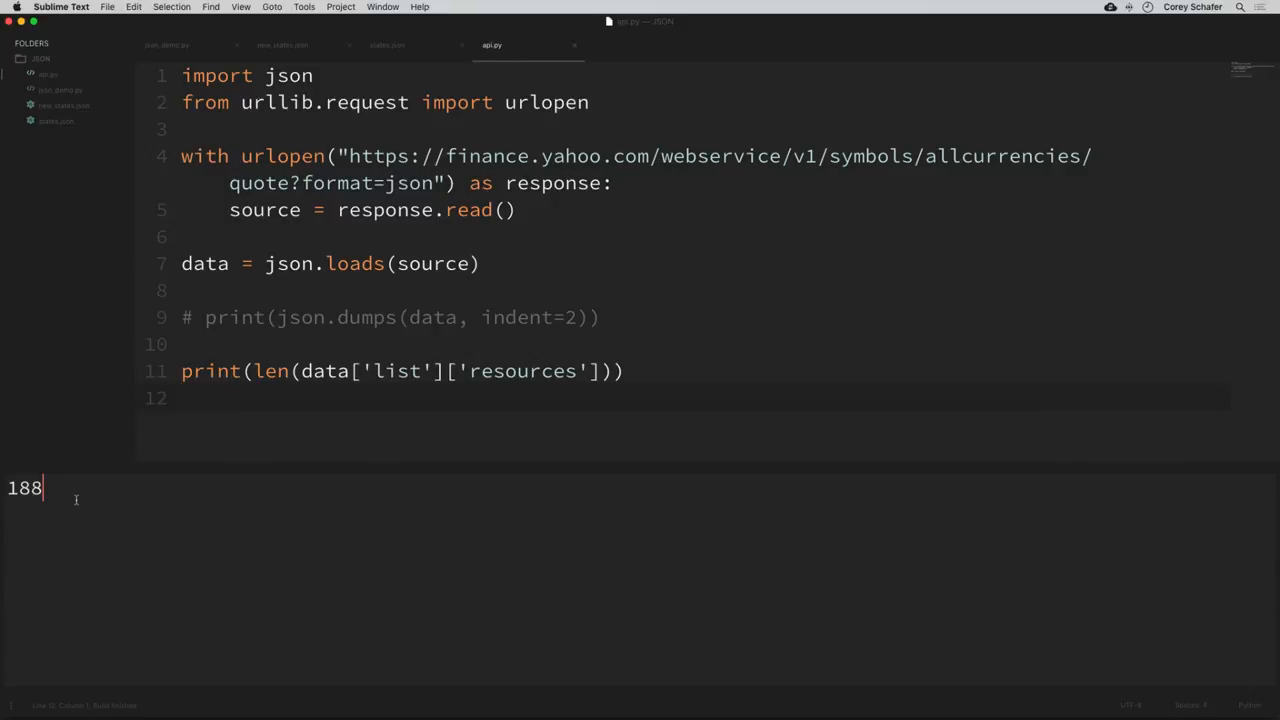 Sublime Text File Edit Selection Find View Goto Tools Project Window Help Corey Schafer
api.py — JSON
FOLDERS
JSON
api.py
json_demo.py
new_states.json
states.json
json_demo.py new_states.json states.json api.py
1 import json
2 from urllib.request import urlopen
3
4 with urlopen("https://finance.yahoo.com/webservice/v1/symbols/allcurrencies/
quote?format=json") as response:
5 source = response.read()
6
7 data = json.loads(source)
8
9 # print(json.dumps(data, indent=2))
10
11 print(len(data['list']['resources']))
12
188
Line 12, Column 1; Build finished UTF-8 Spaces: 4 Python